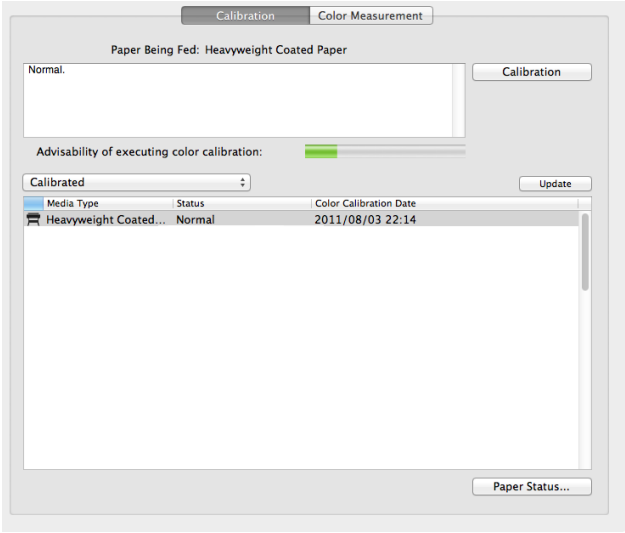 Calibration Color Measurement
Paper Being Fed: Heavyweight Coated Paper
Normal.
Calibration
Advisability of executing color calibration:
Calibrated
Update
Media Type Status Color Calibration Date
Heavyweight Coated... Normal 2011/08/03 22:14
Paper Status...